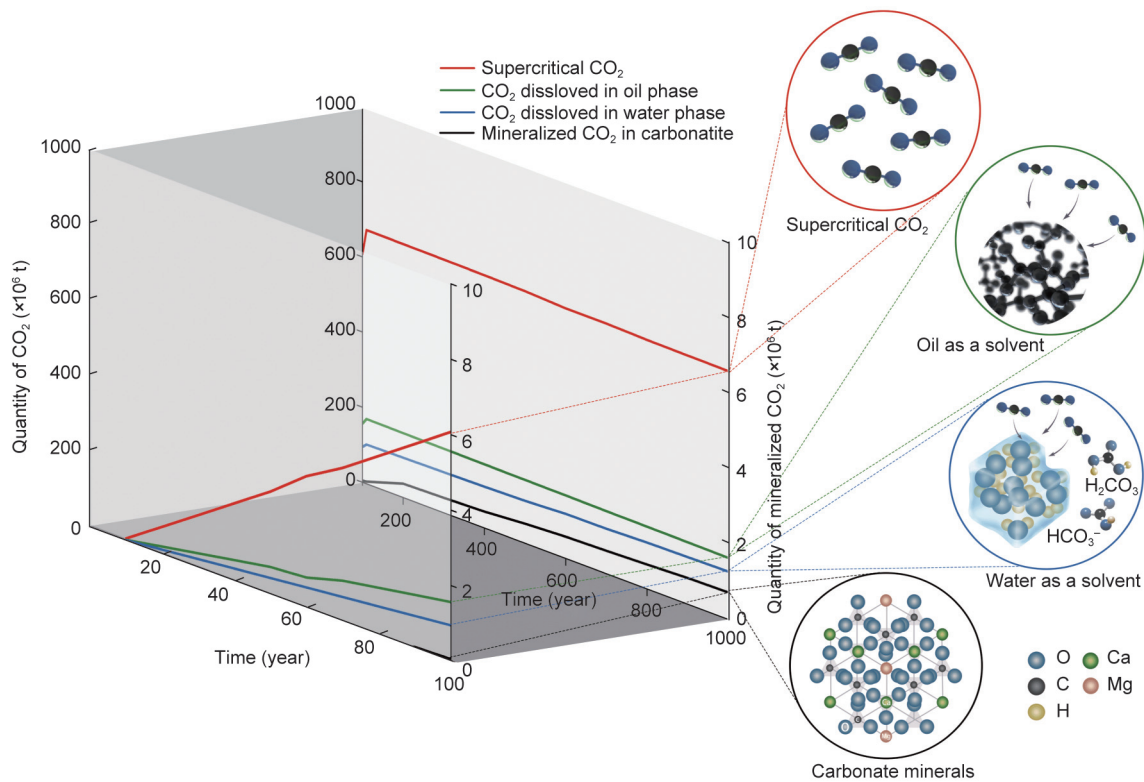 Supercritical CO₂
CO₂ dissloved in oil phase
CO₂ dissloved in water phase
Mineralized CO₂ in carbonatite
Quantity of CO₂ (×10⁶ t)
1000
800
600
400
200
0
20
40
60
80
100
Time (year)
1000
800
600
400
200
0
10
8
6
4
2
0
200
400
600
800
1000
Time (year)
10
8
6
4
2
0
Quantity of mineralized CO₂ (×10⁶ t)
Supercritical CO₂
Oil as a solvent
H₂CO₃
HCO₃⁻
Water as a solvent
Ca
C
O
Mg
Carbonate minerals
O
Ca
C
Mg
H